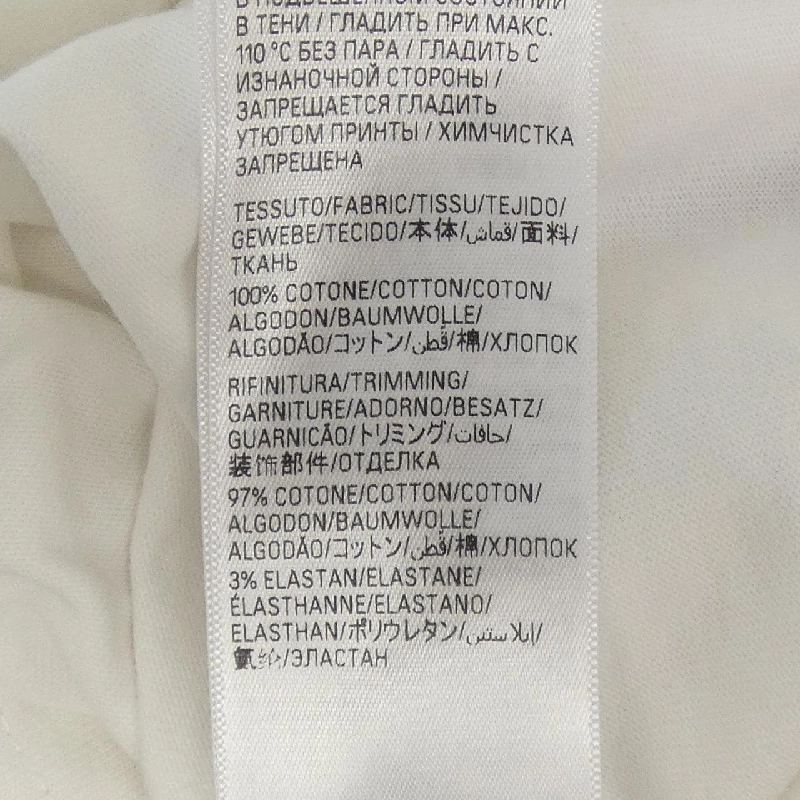 В ПОДВЕШЕННОМ СОСТОЯНИИ
В ТЕНИ / ГЛАДИТЬ ПРИ МАКС.
110 °C БЕЗ ПАРА / ГЛАДИТЬ С
ИЗНАНОЧНОЙ СТОРОНЫ /
ЗАПРЕЩАЕТСЯ ГЛАДИТЬ
УТЮГОМ ПРИНТЫ / ХИМЧИСТКА
ЗАПРЕЩЕНА
TESSUTO/FABRIC/TISSU/TEJIDO/
GEWEBE/TECIDO/本体/قماش/面料/
ТКАНЬ
100% COTONE/COTTON/COTON/
ALGODON/BAUMWOLLE/
ALGODÃO/コットン/قطن/棉/ХЛОПОК
RIFINITURA/TRIMMING/
GARNITURE/ADORNO/BESATZ/
GUARNICÃO/トリミング/حافات/
装饰部件/ОТДЕЛКА
97% COTONE/COTTON/COTON/
ALGODON/BAUMWOLLE/
ALGODÃO/コットン/قطن/棉/ХЛОПОК
3% ELASTAN/ELASTANE/
ÉLASTHANNE/ELASTANO/
ELASTHAN/ポリウレタン/إيلاستين/
氨纶/ЭЛАСТАН